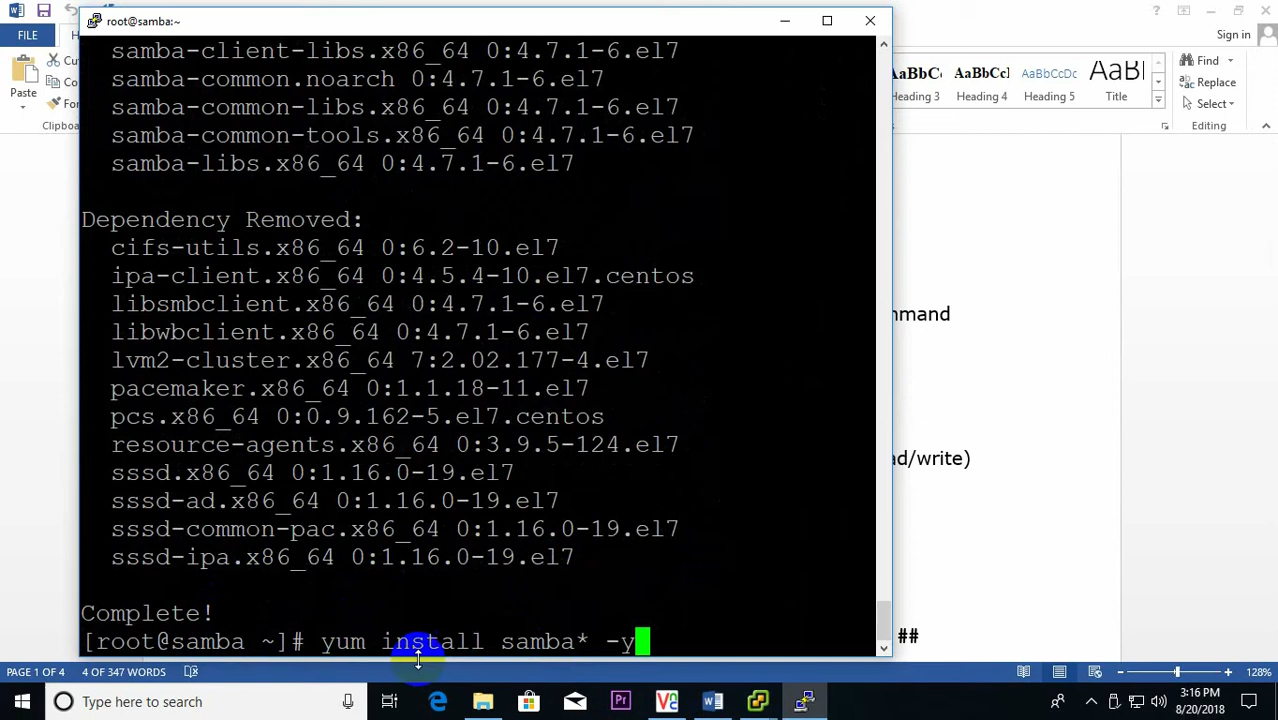 root@samba:~
FILE
Sign in
Paste
Cu
Co
Fo
Clipboa
AaBbCc
AaBbCcI
AaBbCcDc
AaBl
Heading 3
Heading 4
Heading 5
Title
Find
Replace
Select
Editing
samba-client-libs.x86_64 0:4.7.1-6.el7
samba-common.noarch 0:4.7.1-6.el7
samba-common-libs.x86_64 0:4.7.1-6.el7
samba-common-tools.x86_64 0:4.7.1-6.el7
samba-libs.x86_64 0:4.7.1-6.el7
Dependency Removed:
cifs-utils.x86_64 0:6.2-10.el7
ipa-client.x86_64 0:4.5.4-10.el7.centos
libsmbclient.x86_64 0:4.7.1-6.el7
libwbclient.x86_64 0:4.7.1-6.el7
lvm2-cluster.x86_64 7:2.02.177-4.el7
pacemaker.x86_64 0:1.1.18-11.el7
pcs.x86_64 0:0.9.162-5.el7.centos
resource-agents.x86_64 0:3.9.5-124.el7
sssd.x86_64 0:1.16.0-19.el7
sssd-ad.x86_64 0:1.16.0-19.el7
sssd-common-pac.x86_64 0:1.16.0-19.el7
sssd-ipa.x86_64 0:1.16.0-19.el7
Complete!
[root@samba ~]# yum install samba* -y
mmand
ad/write)
##
PAGE 1 OF 4 4 OF 347 WORDS
128%
Type here to search
3:16 PM
8/20/2018